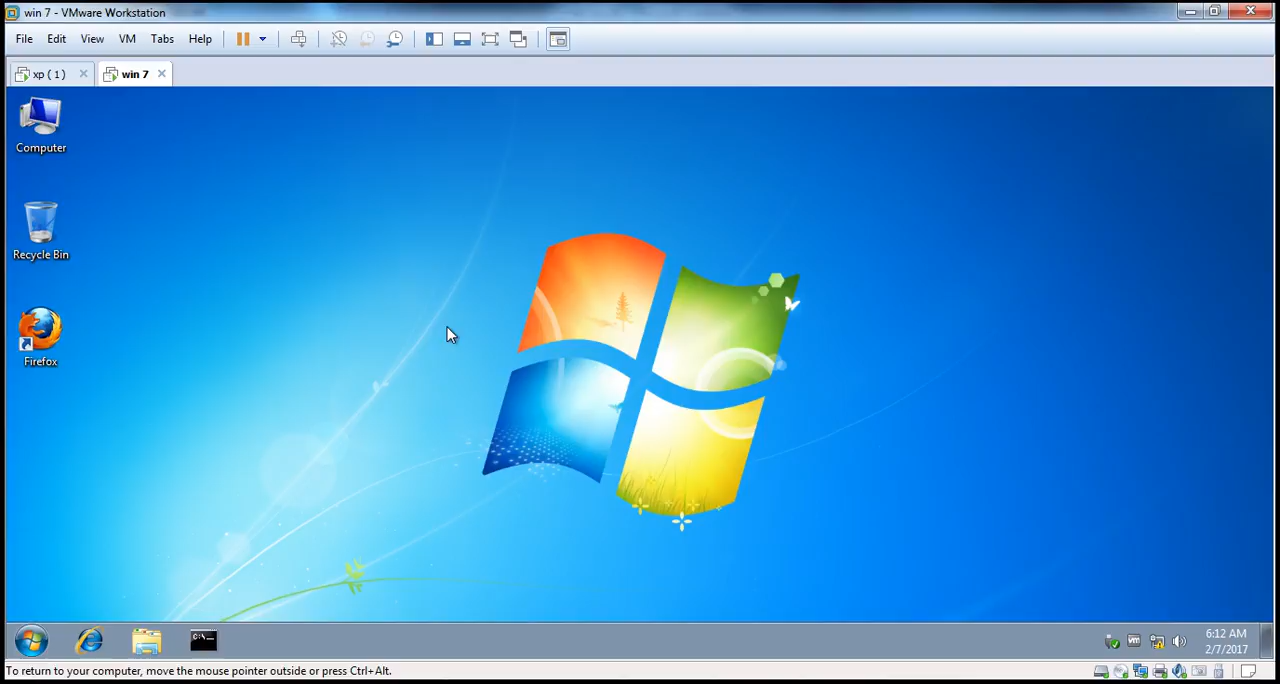 win 7 - VMware Workstation
File Edit View VM Tabs Help
xp ( 1 ) win 7
Computer
Recycle Bin
Firefox
C:\.
vm
6:12 AM
2/7/2017
To return to your computer, move the mouse pointer outside or press Ctrl+Alt.